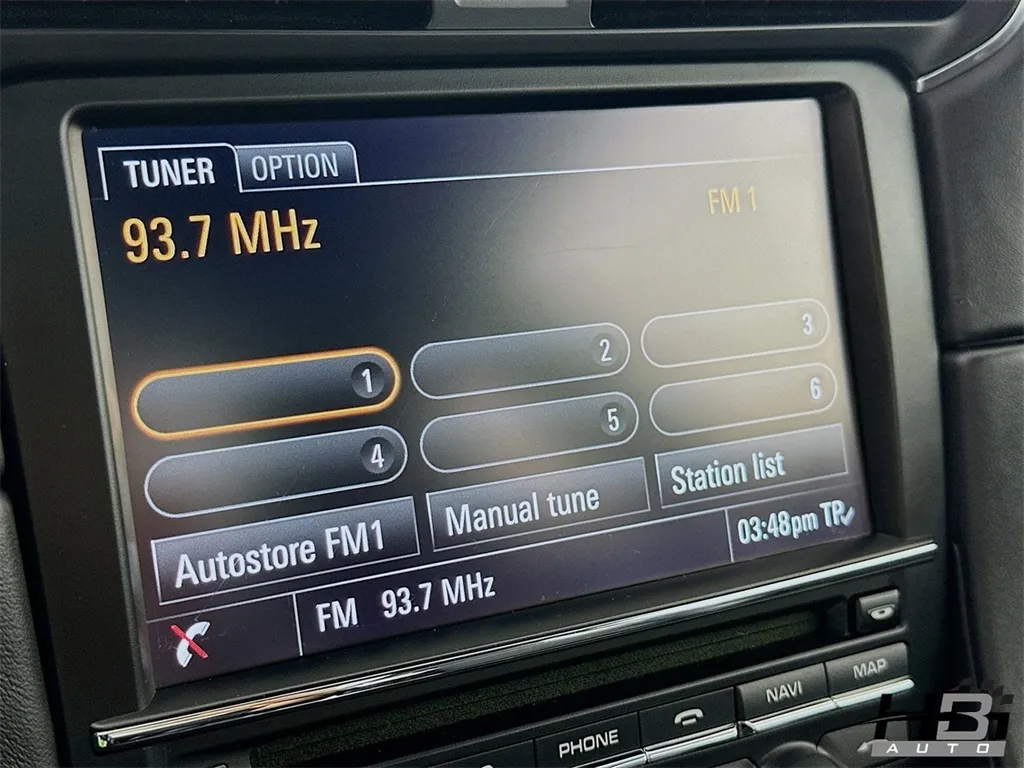 TUNER OPTION
93.7 MHz FM 1
1 2 3
4 5 6
Autostore FM1 Manual tune Station list
FM 93.7 MHz 03:48pm TP
PHONE NAVI MAP
HBi
AUTO